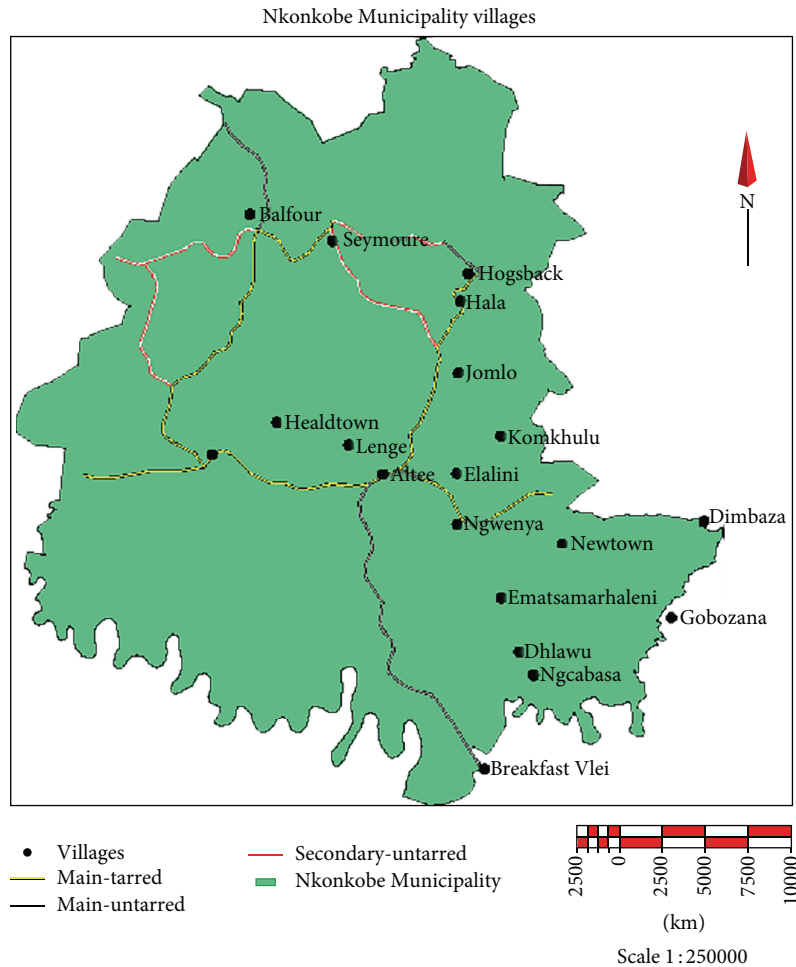 Nkonkobe Municipality villages
N
Balfour
Seymoure
Hogsback
Hala
Jomlo
Healdtown
Komkhulu
Lenge
Altee
Elalini
Dimbaza
Ngwenya
Newtown
Ematsamarhaleni
Gobozana
Dhlawu
Ngcabasa
Breakfast Vlei
Villages
Main-tarred
Main-untarred
Secondary-untarred
Nkonkobe Municipality
2500 0 2500 5000 7500 10000
(km)
Scale 1 : 250000